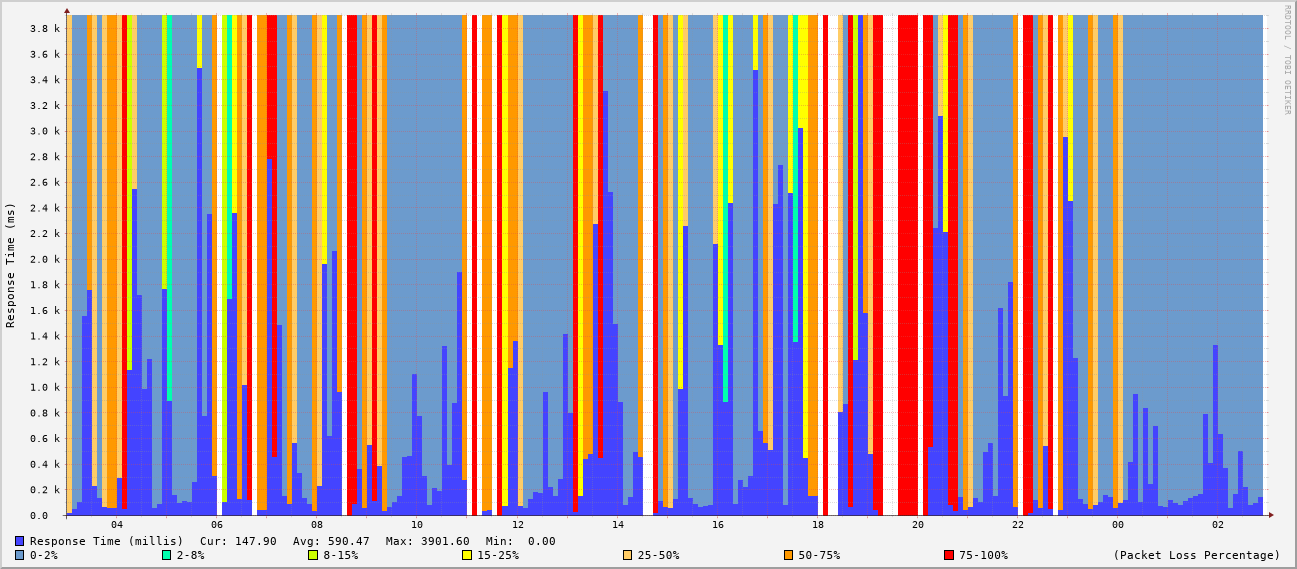 RRDTOOL / TOBI OETIKER
Response Time (ms)
3.8 k
3.6 k
3.4 k
3.2 k
3.0 k
2.8 k
2.6 k
2.4 k
2.2 k
2.0 k
1.8 k
1.6 k
1.4 k
1.2 k
1.0 k
0.8 k
0.6 k
0.4 k
0.2 k
0.0
04 06 08 10 12 14 16 18 20 22 00 02
Response Time (millis) Cur: 147.90 Avg: 590.47 Max: 3901.60 Min: 0.00
0-2% 2-8% 8-15% 15-25% 25-50% 50-75% 75-100% (Packet Loss Percentage)